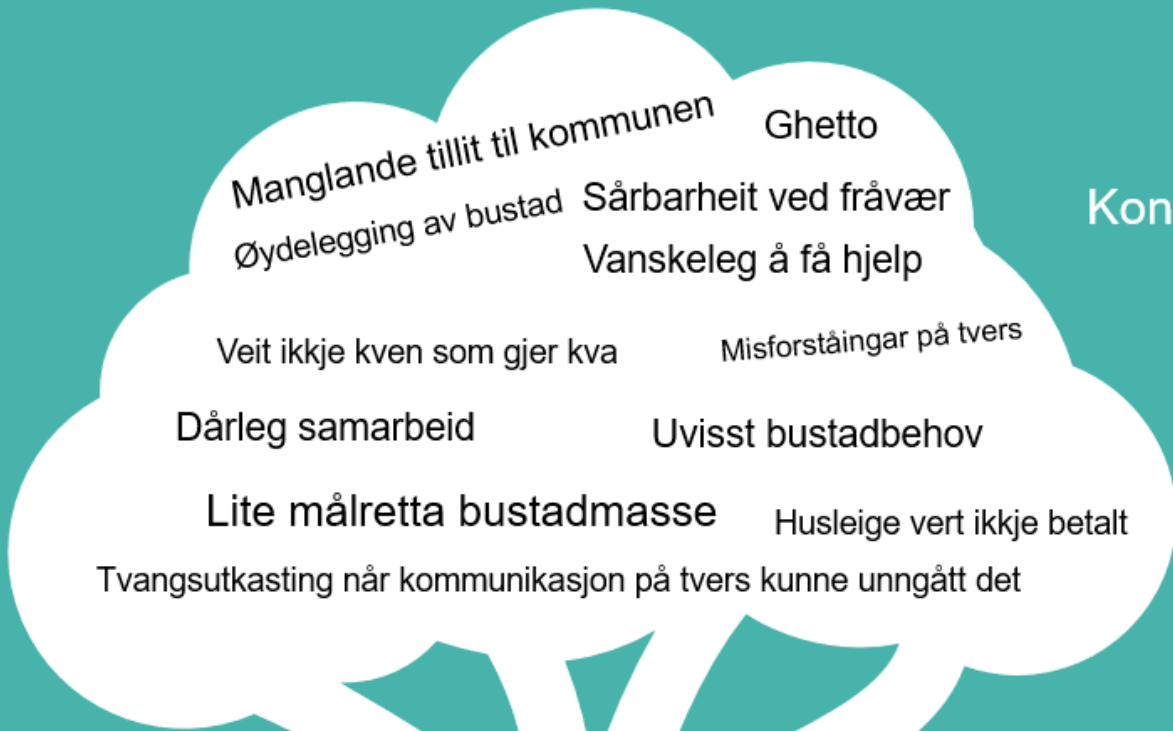 Manglande tillit til kommunen
Ghetto
Øydelegging av bustad
Sårbarheit ved fråvær
Kon
Vanskeleg å få hjelp
Veit ikkje kven som gjer kva
Misforståingar på tvers
Dårleg samarbeid
Uvisst bustadbehov
Lite målretta bustadmasse
Husleige vert ikkje betalt
Tvangsutkasting når kommunikasjon på tvers kunne unngått det